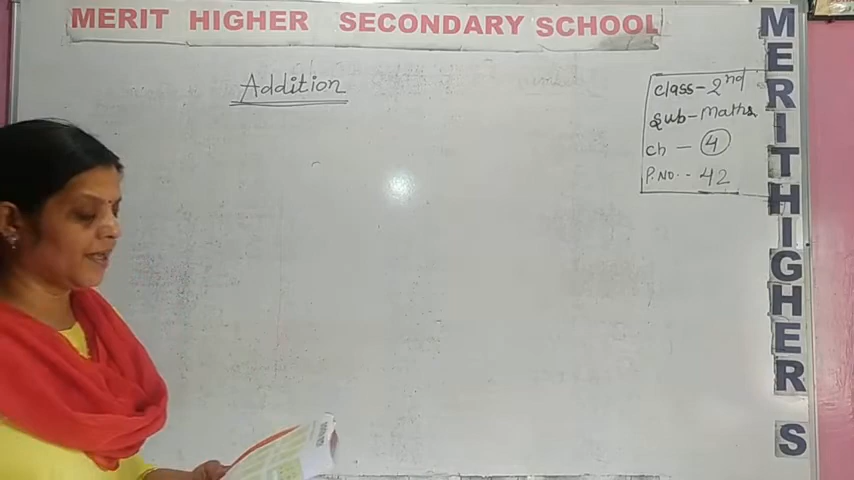 MERIT HIGHER SECONDARY SCHOOL
Addition
Class-2nd
Sub-Maths
Ch - 4
P.NO.- 42
MERIT HIGHER S